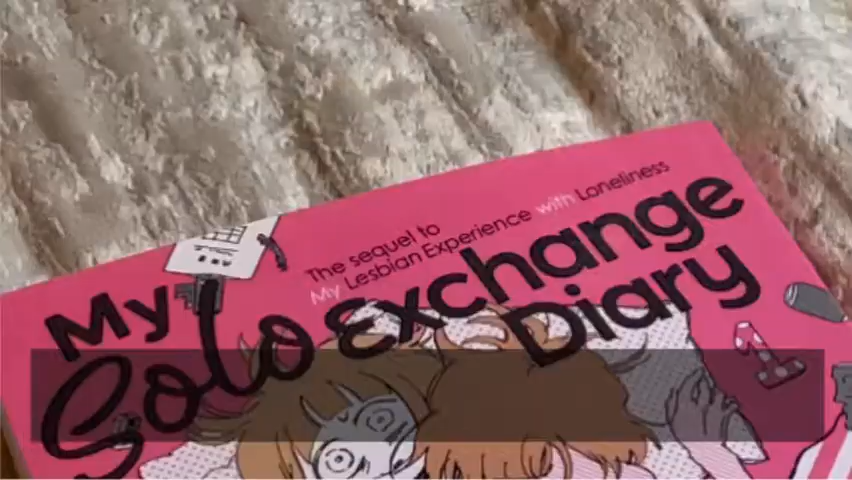 The sequel to
My Lesbian Experience with Loneliness
My Solo Exchange
Diary